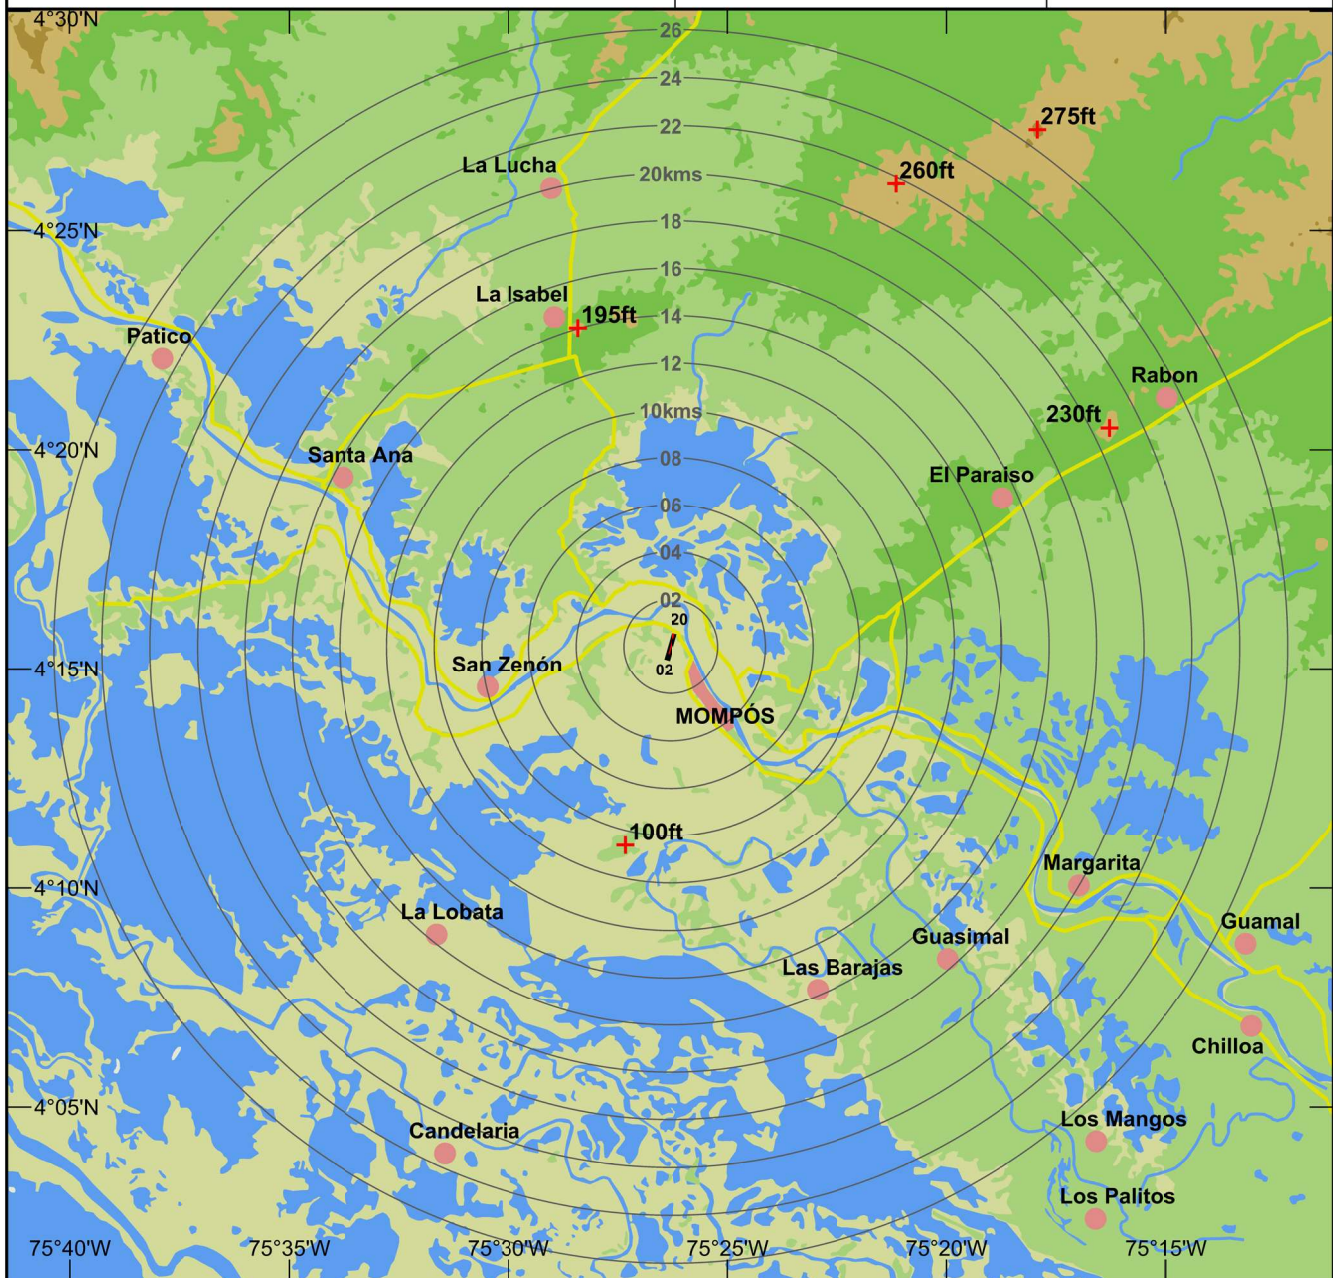 4°30'N
26
24
275ft
22
La Lucha
260ft
20kms
4°25'N
18
16
La Isabel
195ft
14
Patico
12
Rabon
10kms
230ft
4°20'N
Santa Ana
08
El Paraiso
06
04
02
20
4°15'N
San Zenón
02
MOMPÓS
100ft
Margarita
4°10'N
La Lobata
Guamal
Guasimal
Las Barajas
Chilloa
4°05'N
Los Mangos
Candelaria
Los Palitos
75°40'W 75°35'W 75°30'W 75°25'W 75°20'W 75°15'W